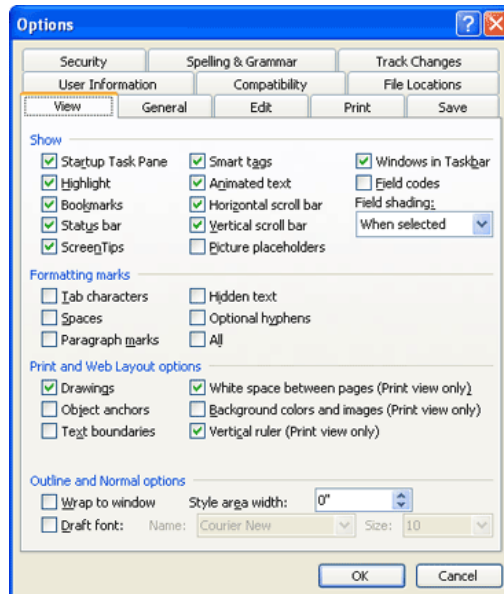 Options
Security Spelling & Grammar Track Changes
User Information Compatibility File Locations
View General Edit Print Save
Show
Startup Task Pane Smart tags Windows in Taskbar
Highlight Animated text Field codes
Bookmarks Horizontal scroll bar Field shading:
Status bar Vertical scroll bar When selected
ScreenTips Picture placeholders
Formatting marks
Tab characters Hidden text
Spaces Optional hyphens
Paragraph marks All
Print and Web Layout options
Drawings White space between pages (Print view only)
Object anchors Background colors and images (Print view only)
Text boundaries Vertical ruler (Print view only)
Outline and Normal options
Wrap to window Style area width: 0"
Draft font: Name: Courier New Size: 10
OK Cancel